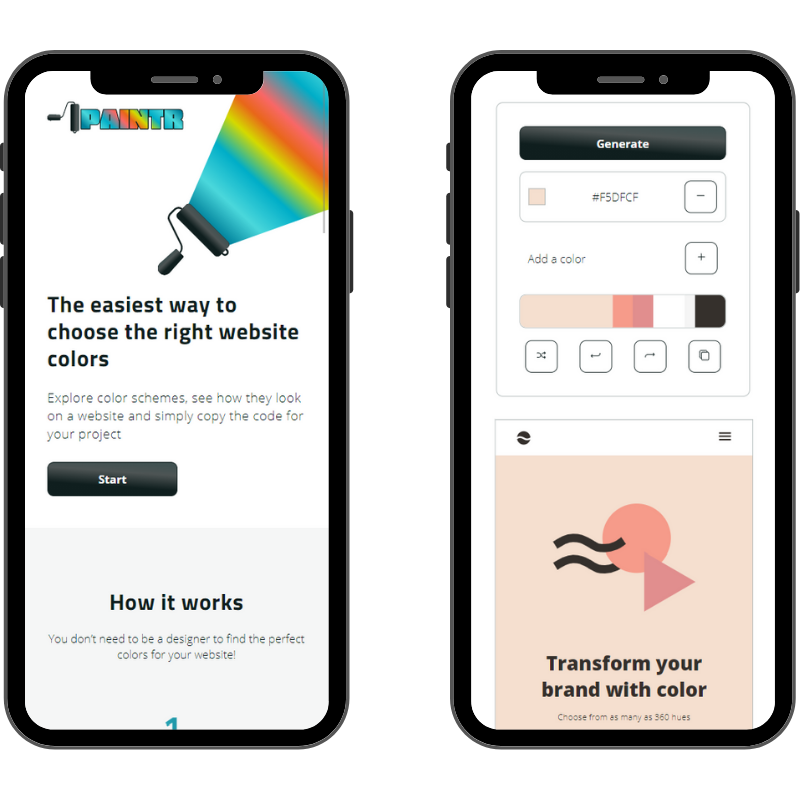 PAINTR
The easiest way to
choose the right website
colors
Explore color schemes, see how they look
on a website and simply copy the code for
your project
Start
How it works
You don't need to be a designer to find the perfect
colors for your website!
1
Generate
#F5DFCF
Add a color
Transform your
brand with color
Choose from as many as 360 hues